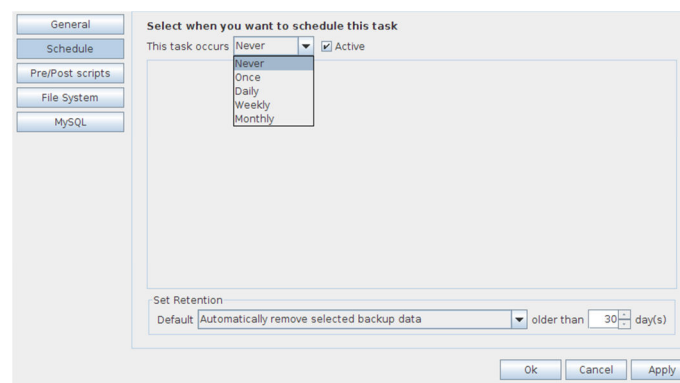 General
Schedule
Pre/Post scripts
File System
MySQL
Select when you want to schedule this task
This task occurs Never Active
Never
Once
Daily
Weekly
Monthly
Set Retention
Default Automatically remove selected backup data older than 30 day(s)
Ok Cancel Apply